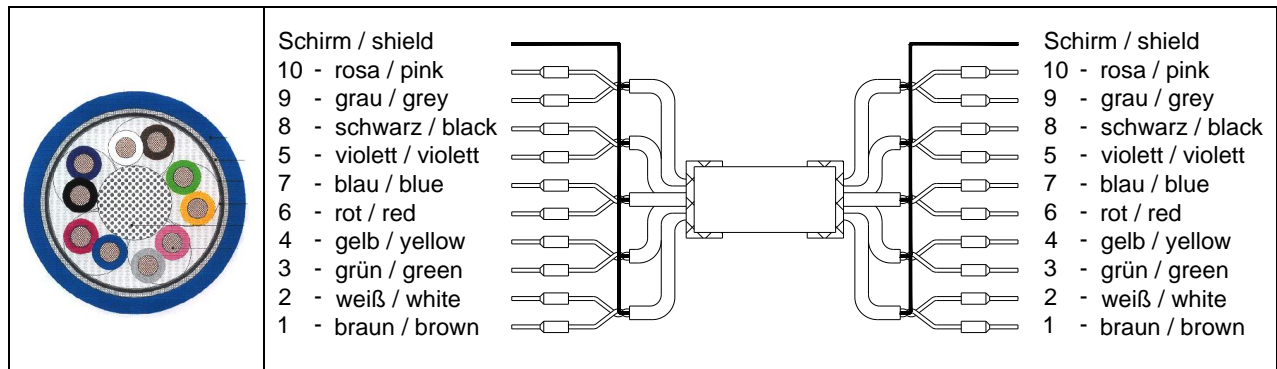 Schirm / shield
10 - rosa / pink
9 - grau / grey
8 - schwarz / black
5 - violett / violett
7 - blau / blue
6 - rot / red
4 - gelb / yellow
3 - grün / green
2 - weiß / white
1 - braun / brown
Schirm / shield
10 - rosa / pink
9 - grau / grey
8 - schwarz / black
5 - violett / violett
7 - blau / blue
6 - rot / red
4 - gelb / yellow
3 - grün / green
2 - weiß / white
1 - braun / brown